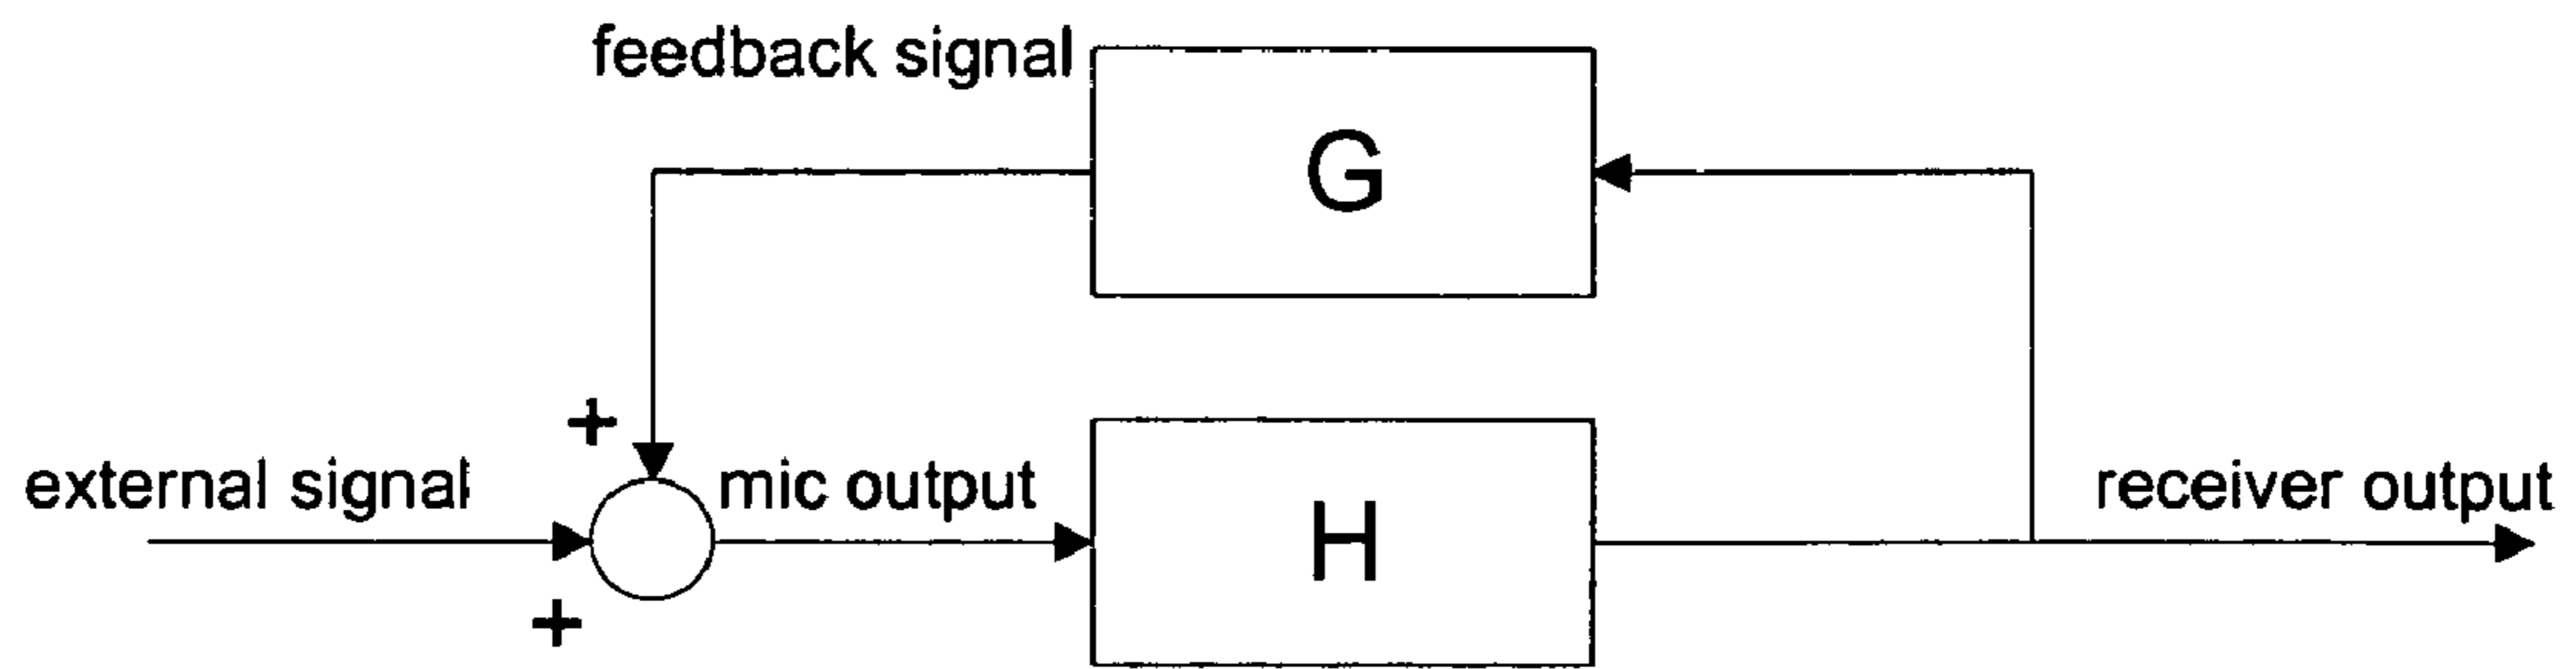 feedback signal
G
+
external signal
mic output
H
receiver output
+